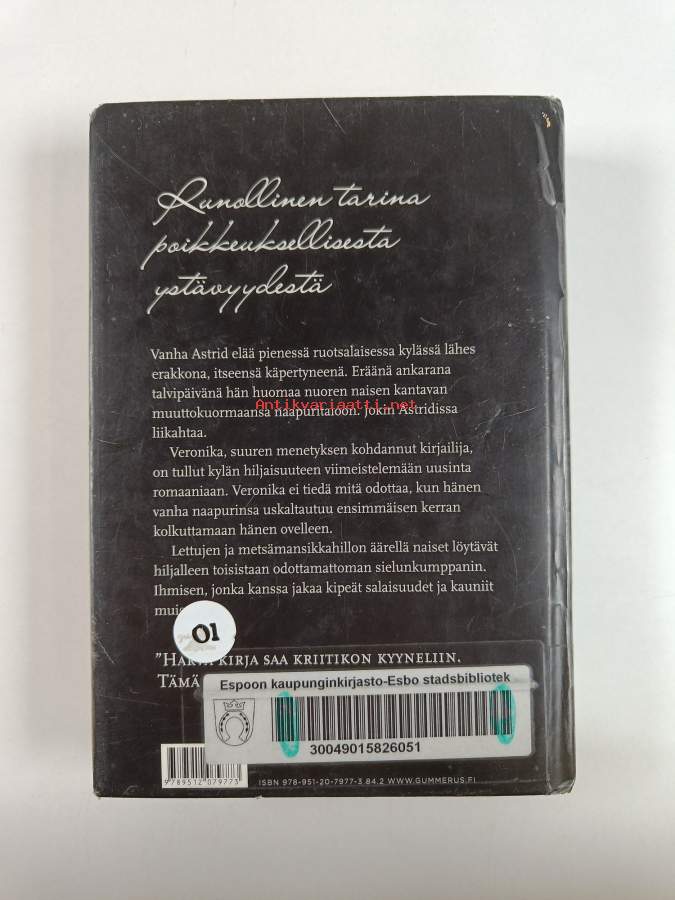 Runollinen tarina
poikkeuksellisesta
ystävyydestä
Vanha Astrid elää pienessä ruotsalaisessa kylässä lähes
erakkona, itseensä käpertyneenä. Eräänä ankarana
talvipäivänä hän huomaa nuoren naisen kantavan
muuttokuormaansa naapuritaloon. Jokin Astridissa
Antikvariaatti.net
liikahtaa.
Veronika, suuren menetyksen kohdannut kirjailija,
on tullut kylän hiljaisuuteen viimeistelemään uusinta
romaaniaan. Veronika ei tiedä mitä odottaa, kun hänen
vanha naapurinsa uskaltautuu ensimmäisen kerran
kolkuttamaan hänen ovelleen.
Lettujen ja metsämansikkahillon äärellä naiset löytävät
hiljalleen toisistaan odottamattoman sielunkumppanin.
Ihmisen, jonka kanssa jakaa kipeät salaisuudet ja kauniit
01
"HARVA KIRJA SAA KRIITIKON KYYNELIIN.
TÄMÄ
Espoon kaupunginkirjasto-Esbo stadsbibliotek
30049015826051
9789512079773
ISBN 978-951-20-7977-3 84.2 WWW.GUMMERUS.FI